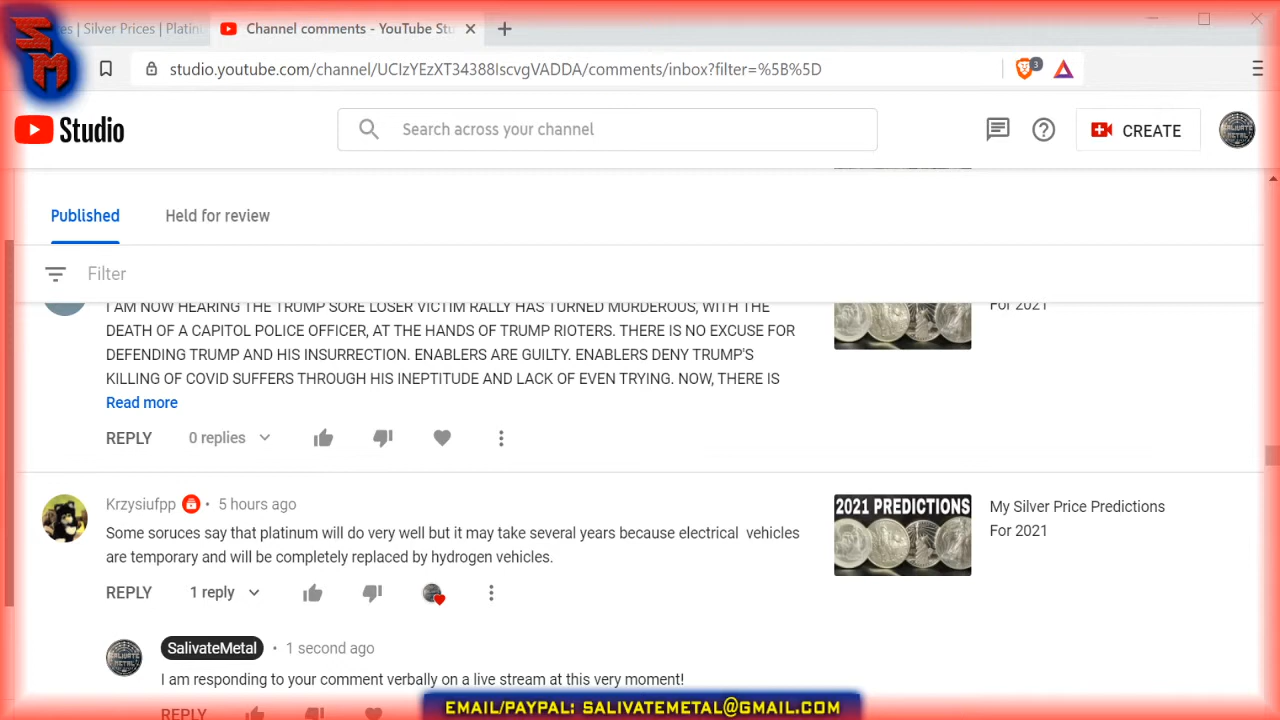 SM
es | Silver Prices | Platinu
Channel comments - YouTube Stu
studio.youtube.com/channel/UCIzYEzXT34388IscvgVADDA/comments/inbox?filter=%5B%5D
3
Studio
Search across your channel
CREATE
Published
Held for review
Filter
I AM NOW HEARING THE TRUMP SORE LOSER VICTIM RALLY HAS TURNED MURDEROUS, WITH THE
DEATH OF A CAPITOL POLICE OFFICER, AT THE HANDS OF TRUMP RIOTERS. THERE IS NO EXCUSE FOR
DEFENDING TRUMP AND HIS INSURRECTION. ENABLERS ARE GUILTY. ENABLERS DENY TRUMP'S
KILLING OF COVID SUFFERS THROUGH HIS INEPTITUDE AND LACK OF EVEN TRYING. NOW, THERE IS
Read more
For 2021
REPLY
0 replies
Krzysiufpp
• 5 hours ago
Some soruces say that platinum will do very well but it may take several years because electrical vehicles
are temporary and will be completely replaced by hydrogen vehicles.
2021 PREDICTIONS
My Silver Price Predictions
For 2021
REPLY
1 reply
SalivateMetal • 1 second ago
I am responding to your comment verbally on a live stream at this very moment!
REPLY
EMAIL/PAYPAL: SALIVATEMETAL@GMAIL.COM